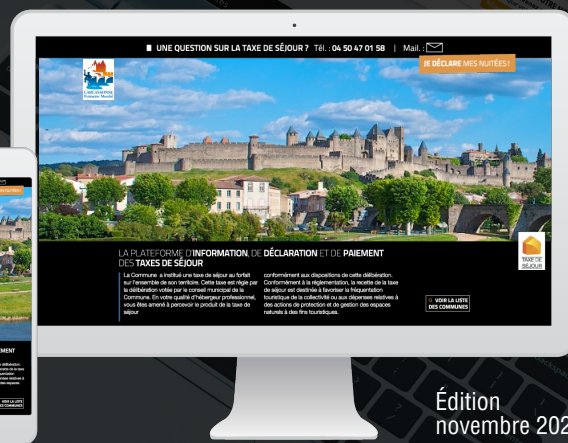 UNE QUESTION SUR LA TAXE DE SÉJOUR ? Tél. : 04 50 47 01 58 | Mail. :
JE DÉCLARE MES NUITÉES !
CARCASSONNE
LA PLATEFORME D'INFORMATION, DE DÉCLARATION ET DE PAIEMENT
DES TAXES DE SÉJOUR
La Commune a institué une taxe de séjour au forfait
sur l'ensemble de son territoire. Cette taxe est régie par
la délibération votée par le conseil municipal de la
Commune. En votre qualité d'hébergeur professionnel,
vous êtes amené à percevoir le produit de la taxe de
séjour
conformément aux dispositions de cette délibération.
Conformément à la réglementation, la recette de la taxe
de séjour est destinée à favoriser la fréquentation
touristique de la collectivité ou aux dépenses relatives à
des actions de protection et de gestion des espaces
naturels à des fins touristiques.
TAXE DE
SÉJOUR
VOIR LA LISTE
DES COMMUNES
Édition
novembre 202